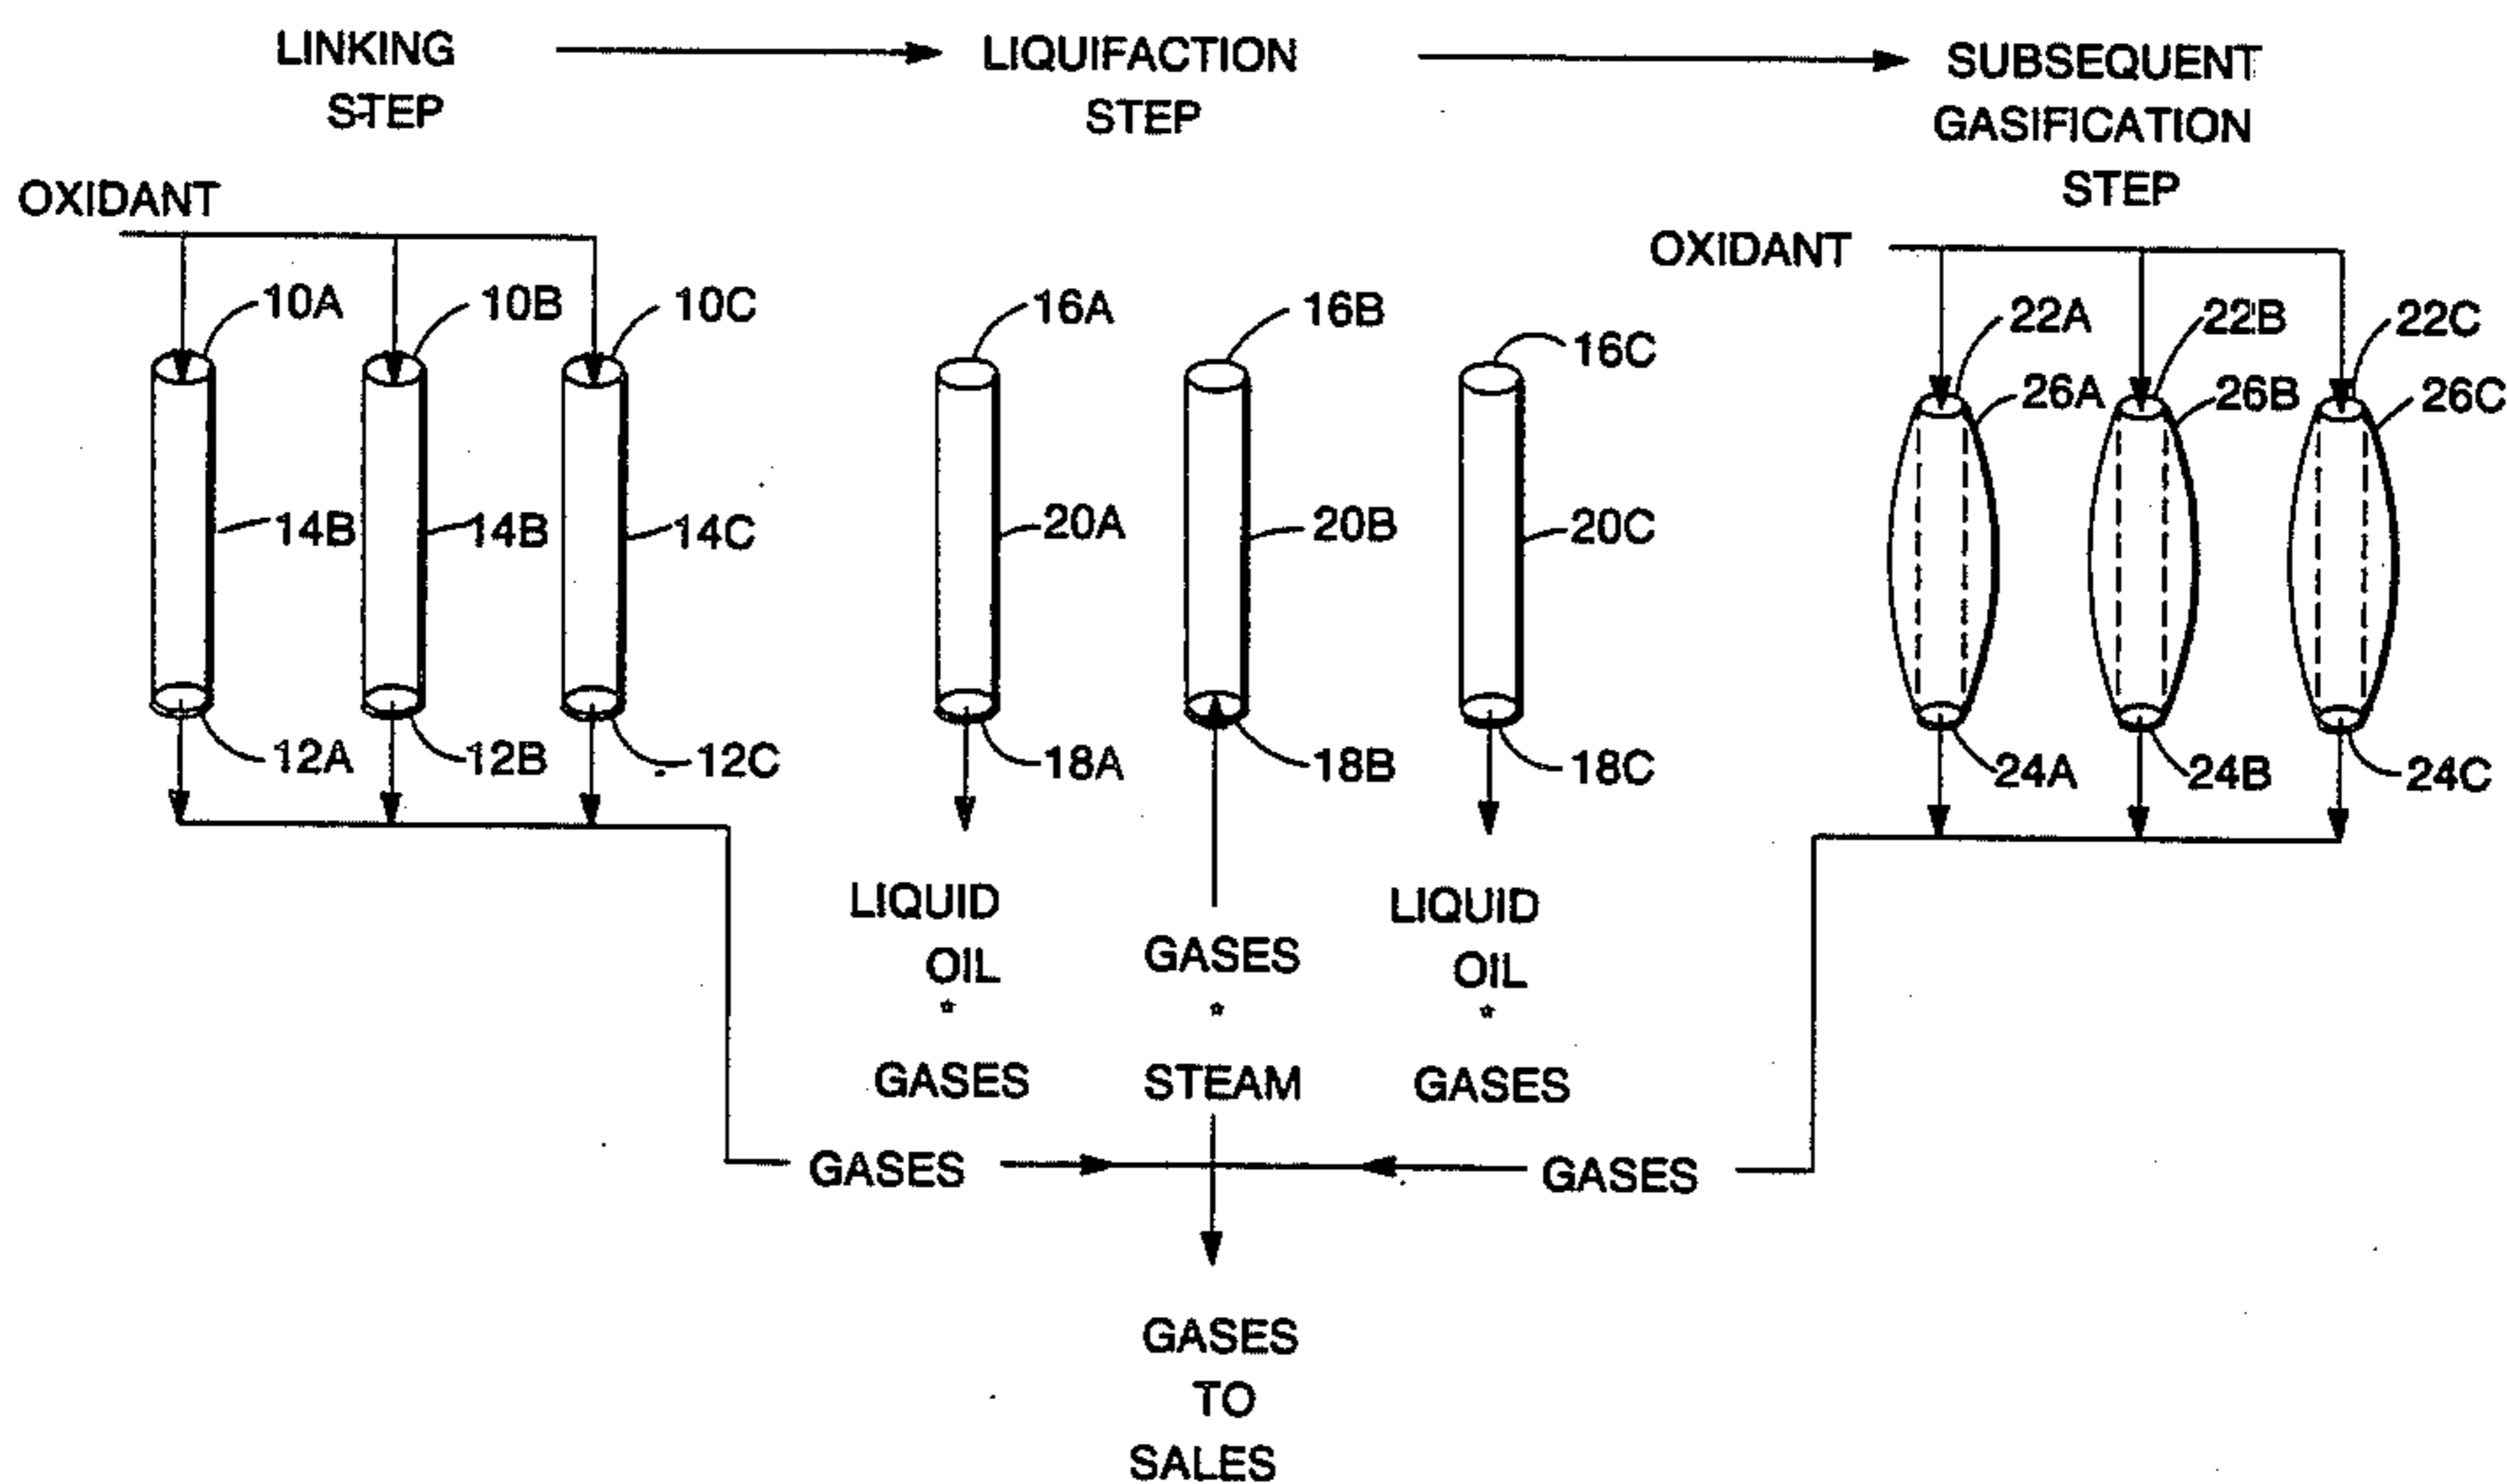 LINKING
STEP
LIQUIFACTION
STEP
SUBSEQUENT
GASIFICATION
STEP
OXIDANT
OXIDANT
10A
10B
10C
16A
16B
16C
22A
22B
22C
26A
26B
26C
14B
14B
14C
20A
20B
20C
12A
12B
12C
18A
18B
18C
24A
24B
24C
LIQUID
OIL
*
GASES
GASES
*
STEAM
LIQUID
OIL
*
GASES
GASES
GASES
GASES
TO
SALES